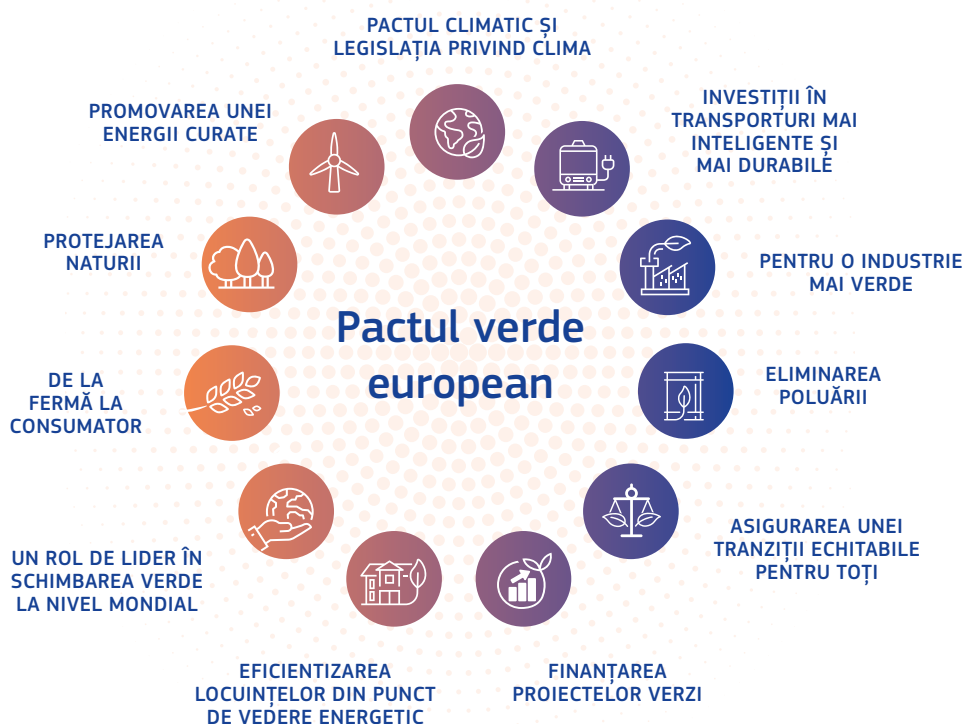 PACTUL CLIMATIC ȘI
LEGISLAȚIA PRIVIND CLIMA
PROMOVAREA UNEI
ENERGII CURATE
INVESTIȚII ÎN
TRANSPORTURI MAI
INTELIGENTE ȘI
MAI DURABILE
PROTEJAREA
NATURII
PENTRU O INDUSTRIE
MAI VERDE
Pactul verde
european
DE LA
FERMĂ LA
CONSUMATOR
ELIMINAREA
POLUĂRII
UN ROL DE LIDER ÎN
SCHIMBAREA VERDE
LA NIVEL MONDIAL
ASIGURAREA UNEI
TRANZIȚII ECHITABILE
PENTRU TOȚI
EFICIENTIZAREA
LOCUINȚELOR DIN PUNCT
DE VEDERE ENERGETIC
FINANȚAREA
PROIECTELOR VERZI